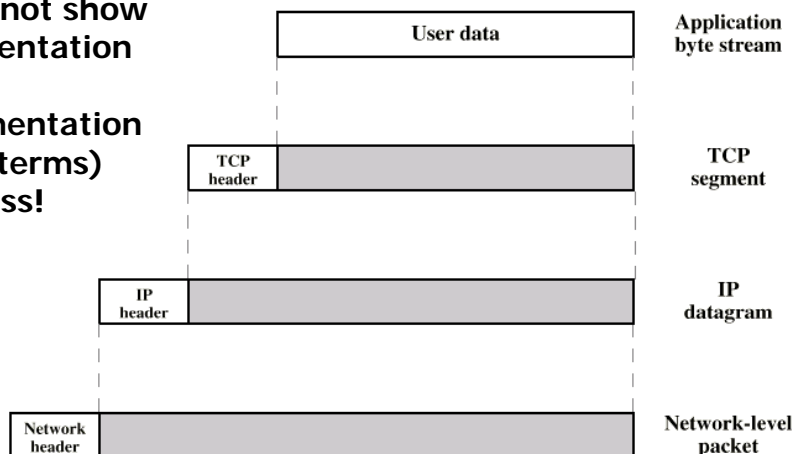 not show
entation
nentation
terms)
ss!
User data
Application
byte stream
TCP
header
TCP
segment
IP
header
IP
datagram
Network
header
Network-level
packet